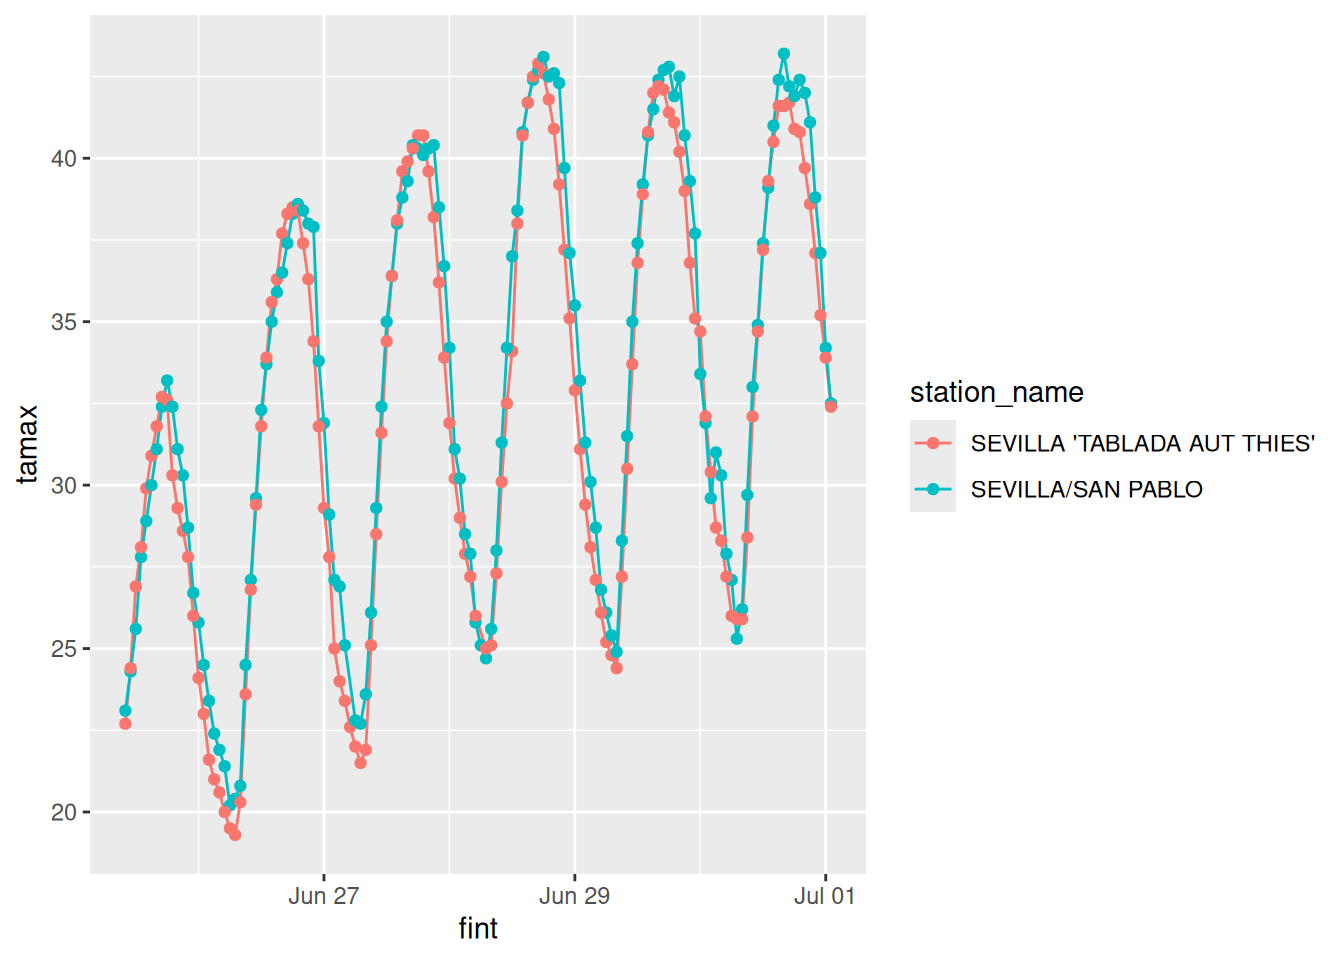 tamax
40
35
30
25
20
Jun 27
Jun 29
Jul 01
fint
station_name
SEVILLA 'TABLADA AUT THIES'
SEVILLA/SAN PABLO